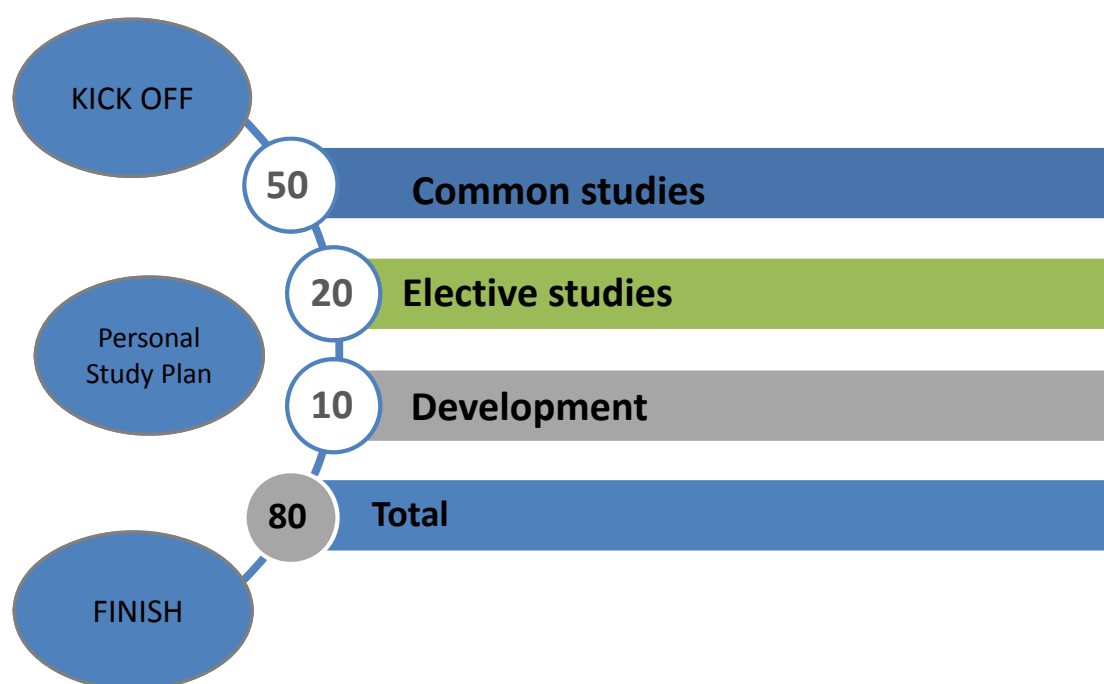 KICK OFF
50
Common studies
20
Elective studies
Personal
Study Plan
10
Development
80
Total
FINISH